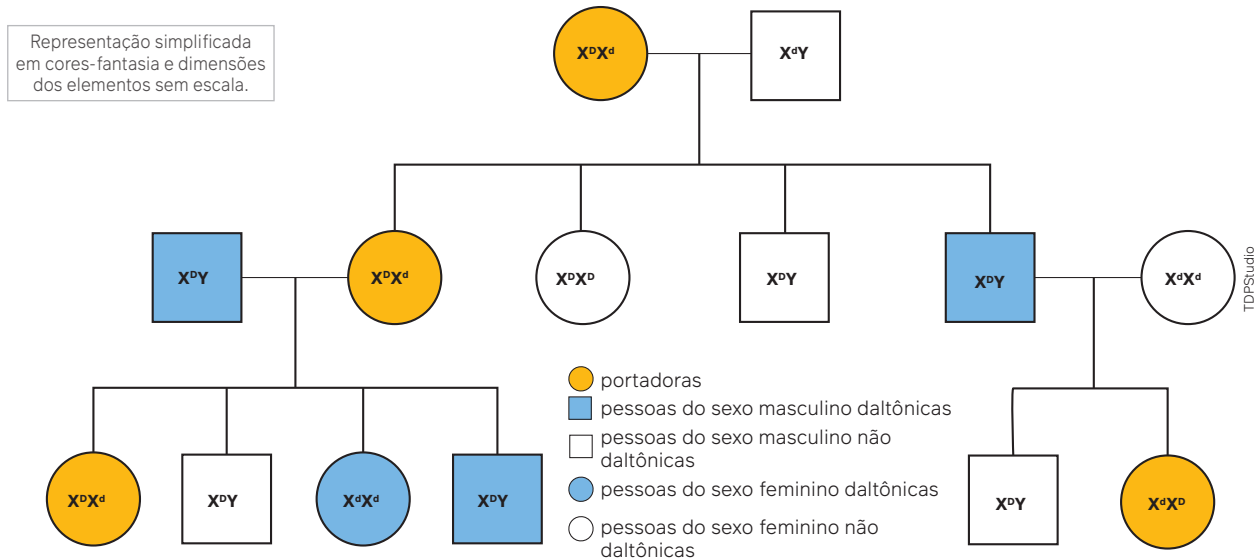 Representação simplificada
em cores-fantasia e dimensões
dos elementos sem escala.
XᴰXᵈ
XᵈY
XᴰY
XᴰXᵈ
XᴰXᴰ
XᴰY
XᴰY
XᵈXᵈ
TDPStudio
portadoras
pessoas do sexo masculino daltônicas
pessoas do sexo masculino não
daltônicas
pessoas do sexo feminino daltônicas
pessoas do sexo feminino não
daltônicas
XᴰXᵈ
XᴰY
XᵈXᵈ
XᴰY
XᴰY
XᵈXᴰ